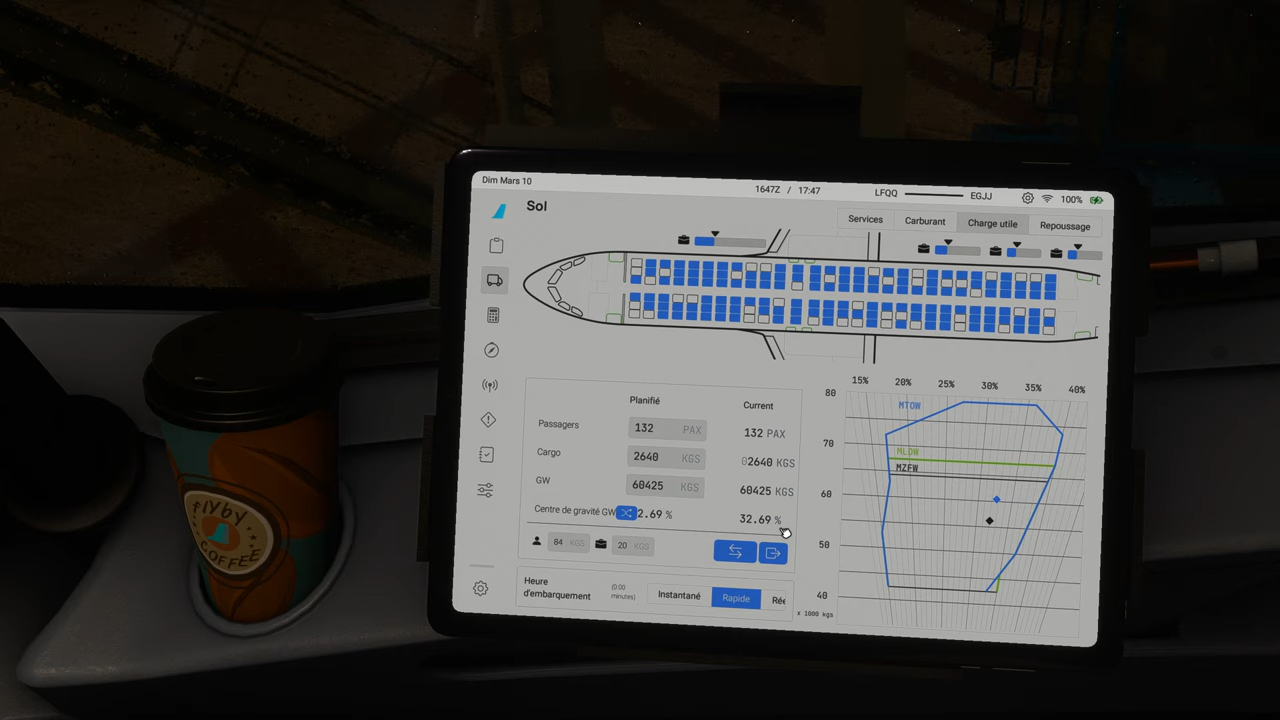 Dim Mars 10
1647Z / 17:47
LFQQ
EGJJ
100%
Sol
Services
Carburant
Charge utile
Repoussage
Planifié
Current
Passagers
132 PAX
132 PAX
Cargo
2640 KGS
02640 KGS
GW
60425 KGS
60425 KGS
Centre de gravité GW
2.69 %
32.69 %
84 KGS
20 KGS
Heure
d'embarquement
(0:00
minutes)
Instantané
Rapide
Rée
15%
20%
25%
30%
35%
40%
80
70
60
50
40
x 1000 kgs
MTOW
MLDW
MZFW
flyby
COFFEE